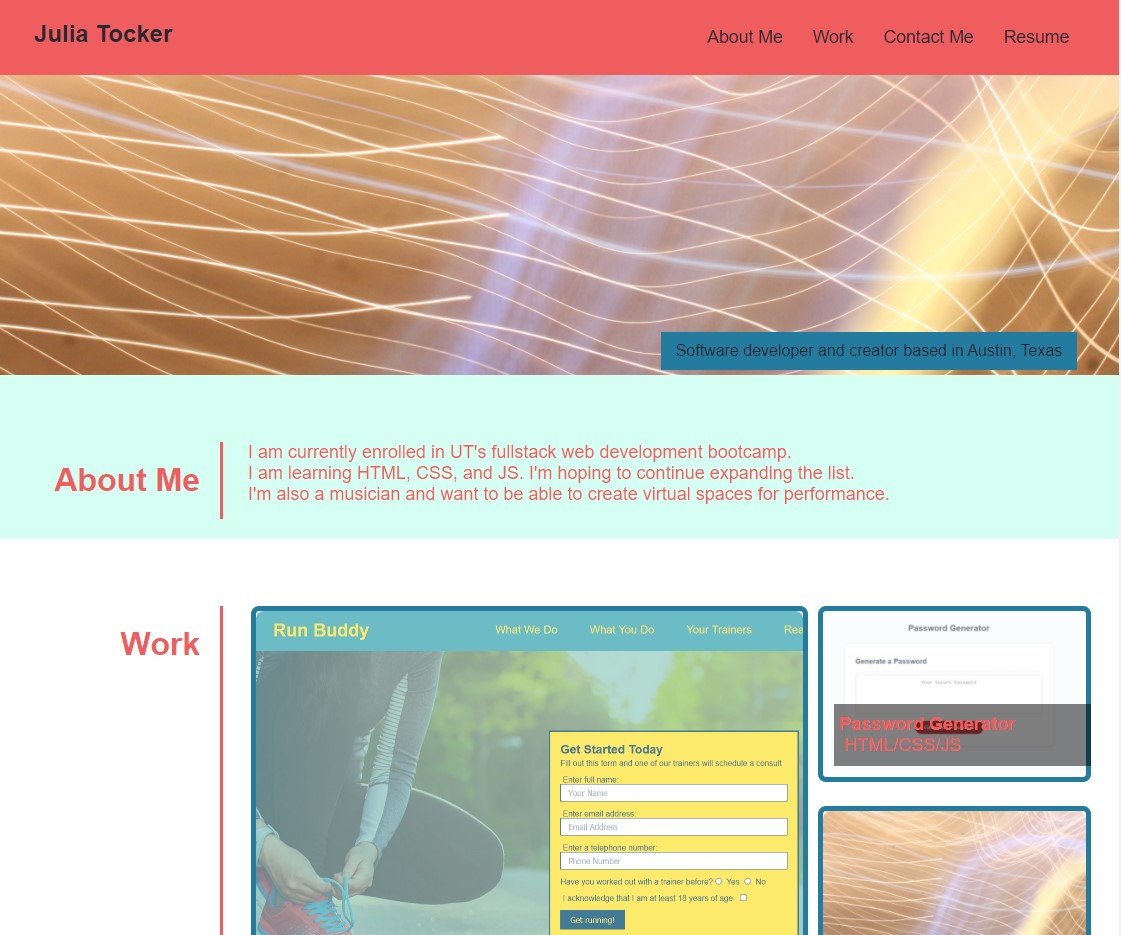 Julia Tocker
About Me
Work
Contact Me
Resume
Software developer and creator based in Austin, Texas
About Me
I am currently enrolled in UT's fullstack web development bootcamp.
I am learning HTML, CSS, and JS. I'm hoping to continue expanding the list.
I'm also a musician and want to be able to create virtual spaces for performance.
Work
Run Buddy
What We Do
What You Do
Your Trainers
Rea
Get Started Today
Fill out this form and one of our trainers will schedule a consult
Enter full name:
Your Name
Enter email address:
Email Address
Enter a telephone number:
Phone Number
Have you worked out with a trainer before? Yes No
I acknowledge that I am at least 18 years of age.
Get running!
Password Generator
Generate a Password
Your Secure Password
Password Generator
HTML/CSS/JS